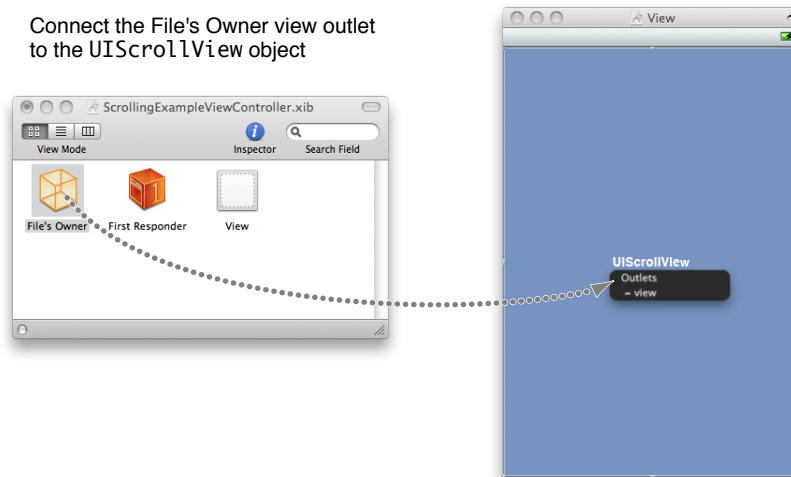 Connect the File's Owner view outlet
to the UIScrollView object
ScrollingExampleViewController.xib
View Mode
Inspector
Search Field
File's Owner
First Responder
View
View
UIScrollView
Outlets
– view